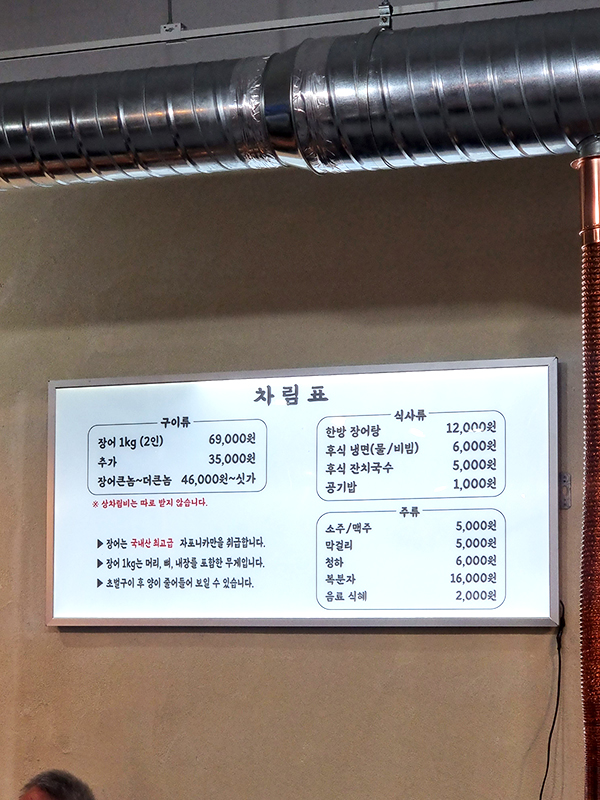 차림표
구이류
장어 1kg (2인) 69,000원
추가 35,000원
장어큰놈~더큰놈 46,000원~싯가
※ 상차림비는 따로 받지 않습니다.
▶ 장어는 국내산 최고급 자포니카만을 취급합니다.
▶ 장어 1kg는 머리, 뼈, 내장를 포함한 무게입니다.
▶ 초벌구이 후 양이 줄어들어 보일 수 있습니다.
식사류
한방 장어탕 12,000원
후식 냉면(물/비빔) 6,000원
후식 잔치국수 5,000원
공기밥 1,000원
주류
소주/맥주 5,000원
막걸리 5,000원
청하 6,000원
복분자 16,000원
음료 식혜 2,000원